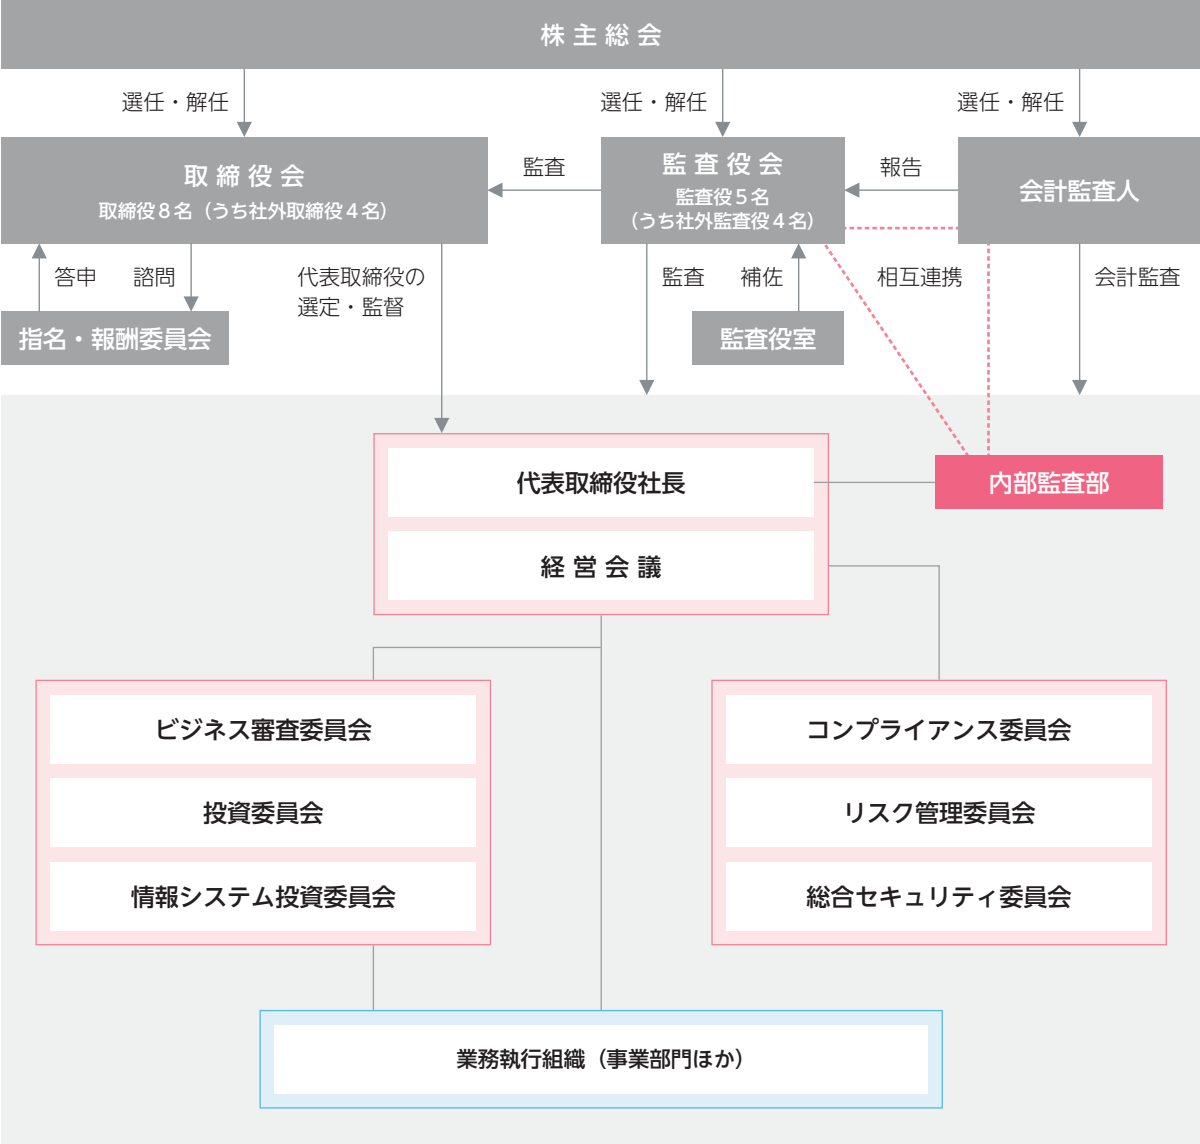 株主総会
選任・解任
選任・解任
選任・解任
取締役会
取締役８名（うち社外取締役４名）
監査
監査役会
監査役５名
（うち社外監査役４名）
報告
会計監査人
答申
諮問
代表取締役の
選定・監督
監査
補佐
相互連携
会計監査
指名・報酬委員会
監査役室
代表取締役社長
内部監査部
経営会議
ビジネス審査委員会
コンプライアンス委員会
投資委員会
リスク管理委員会
情報システム投資委員会
総合セキュリティ委員会
業務執行組織（事業部門ほか）